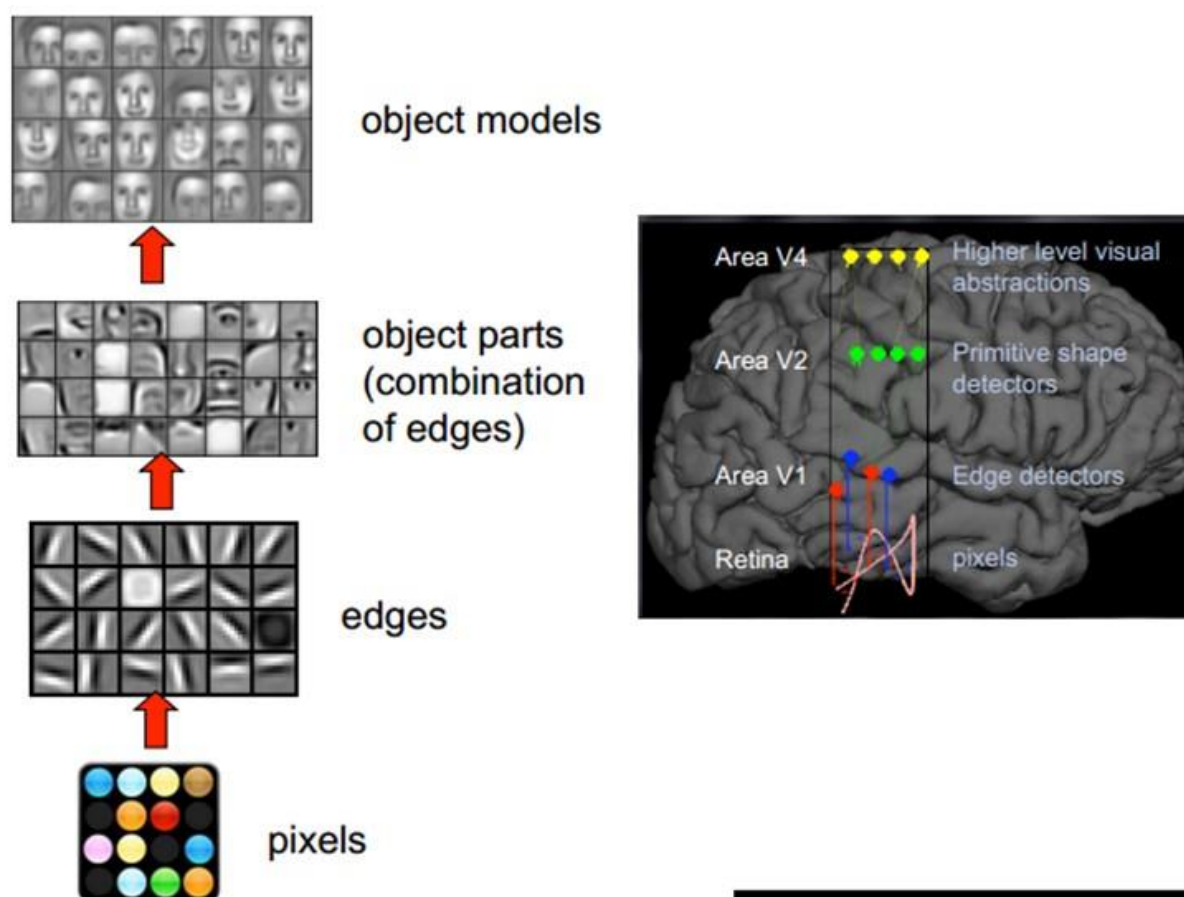 object models
object parts
(combination
of edges)
edges
pixels
Area V4
Higher level visual
abstractions
Area V2
Primitive shape
detectors
Area V1
Edge detectors
Retina
pixels